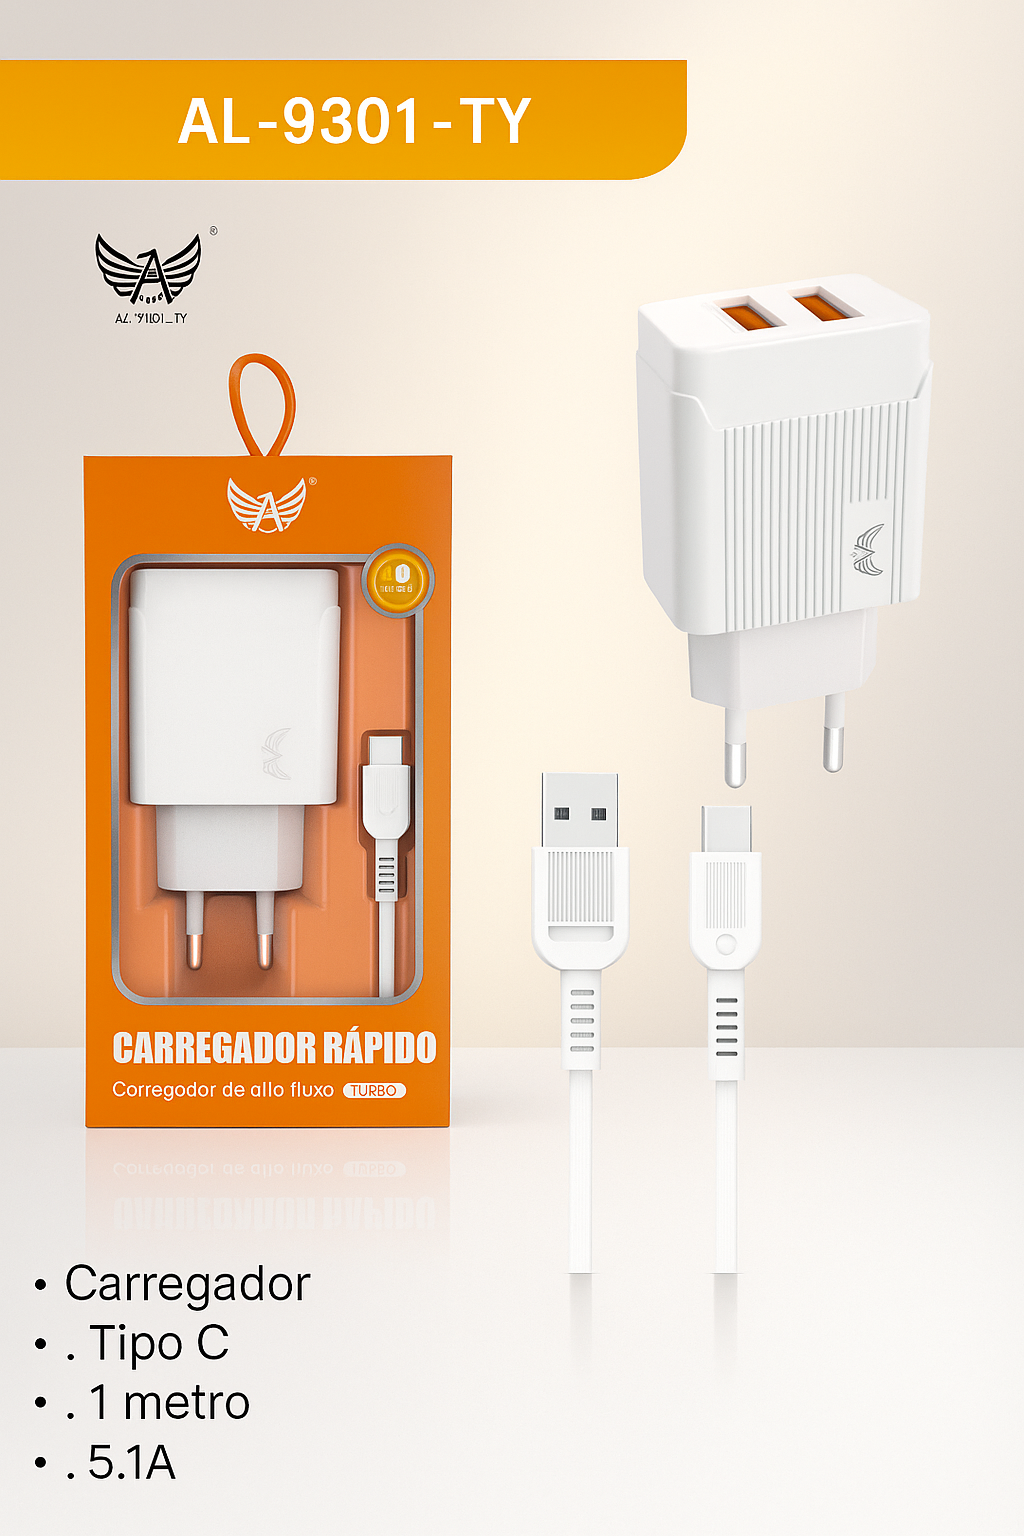 AL-9301-TY
®
®
CARREGADOR RÁPIDO
Corregodor de allo fluxo TURBO
• Carregador
• . Tipo C
• . 1 metro
• . 5.1A